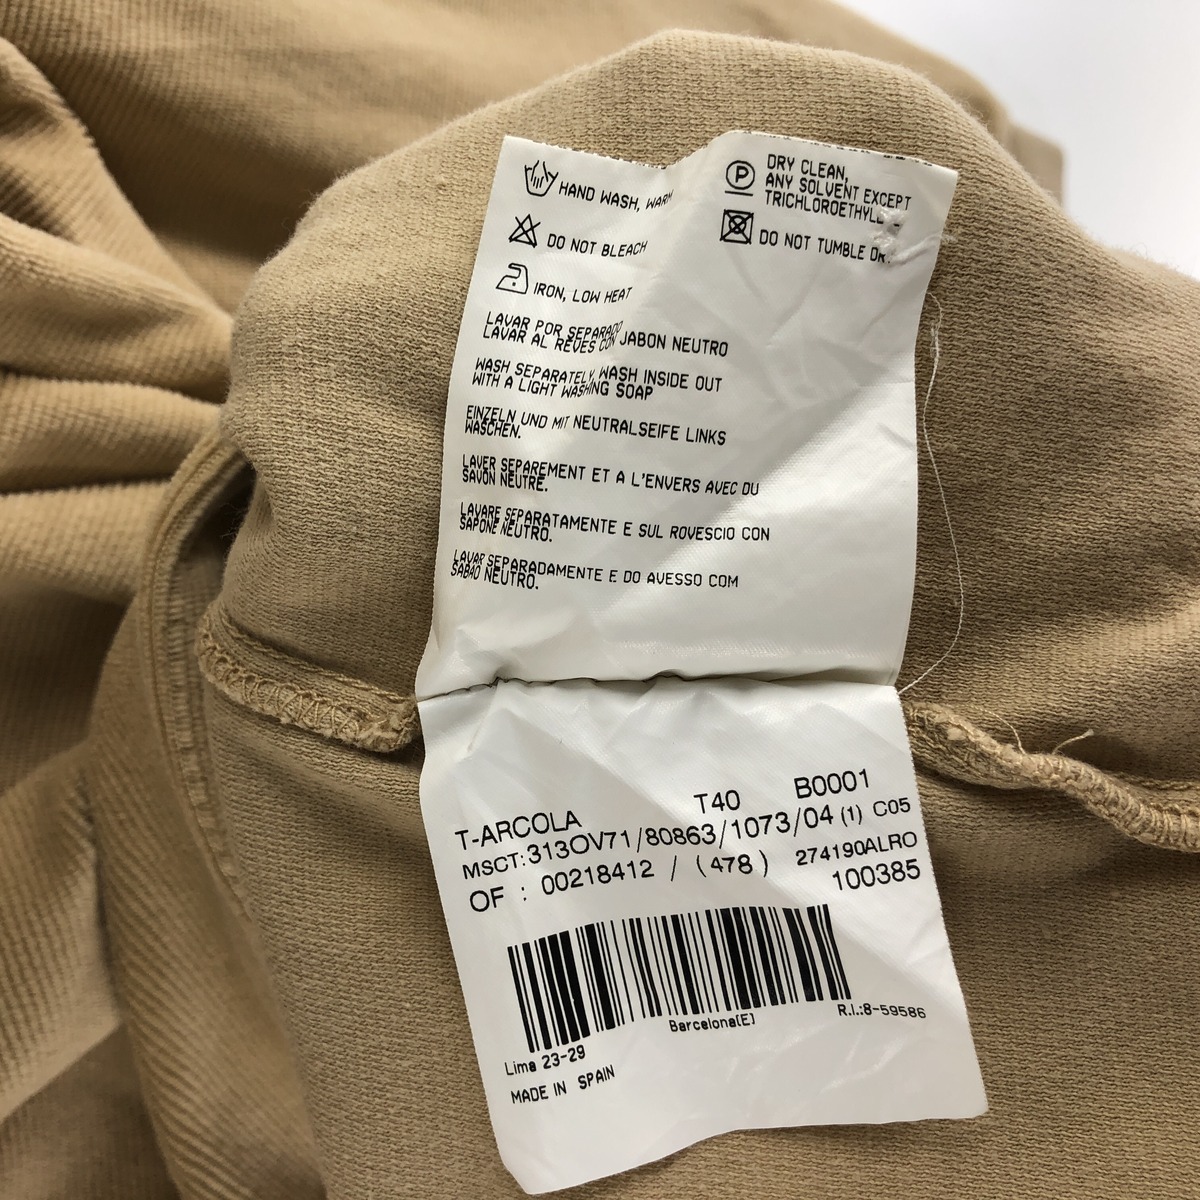 HAND WASH, WARM
DO NOT BLEACH
IRON, LOW HEAT
P
DRY CLEAN,
ANY SOLVENT EXCEPT
TRICHLOROETHYLE
DO NOT TUMBLE DR
LAVAR POR SEPARADO
LAVAR AL REVES CON JABON NEUTRO
WASH SEPARATELY, WASH INSIDE OUT
WITH A LIGHT WASHING SOAP
EINZELN UND MIT NEUTRALSEIFE LINKS
WASCHEN.
LAVER SEPAREMENT ET A L'ENVERS AVEC DU
SAVON NEUTRE.
LAVARE SEPARATAMENTE E SUL ROVESCIO CON
SAPONE NEUTRO.
LAVAR SEPARADAMENTE E DO AVESSO COM
SABAO NEUTRO.
T-ARCOLA T40 B0001
MSCT:313OV71/80863/1073/04 (1) C05
OF : 00218412 / (478) 274190ALRO
100385
Barcelona[E] R.I.:8-59586
Lima 23-29
MADE IN SPAIN